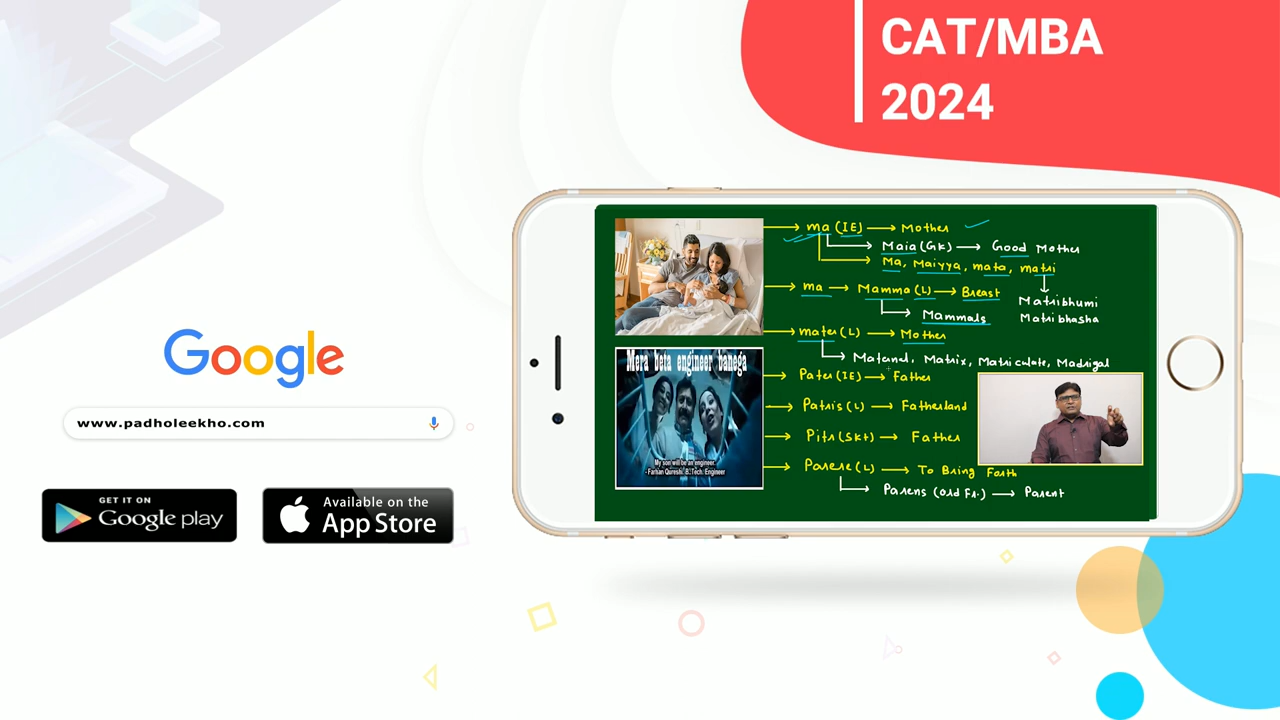 CAT/MBA
2024
Google
www.padholeekho.com
GET IT ON
Google play
Available on the
App Store
ma (IE) → Mother
Maia (GK) → Good Mother
Ma, Maiyya, mata, matri
Matribhumi
Matribhasha
ma → Mamma (L) → Breast
Mammals
mater (L) → Mother
Maternal, Matrix, Matriculate, Madrigal
Mera beta engineer banega
My son will be an engineer.
- Farhan Qureshi. B. Tech. Engineer
Pater (IE) → Father
Patris (L) → Fatherland
Pitr (Skt) → Father
Parere (L) → To Bring Forth
Parens (Old Fr.) → Parent